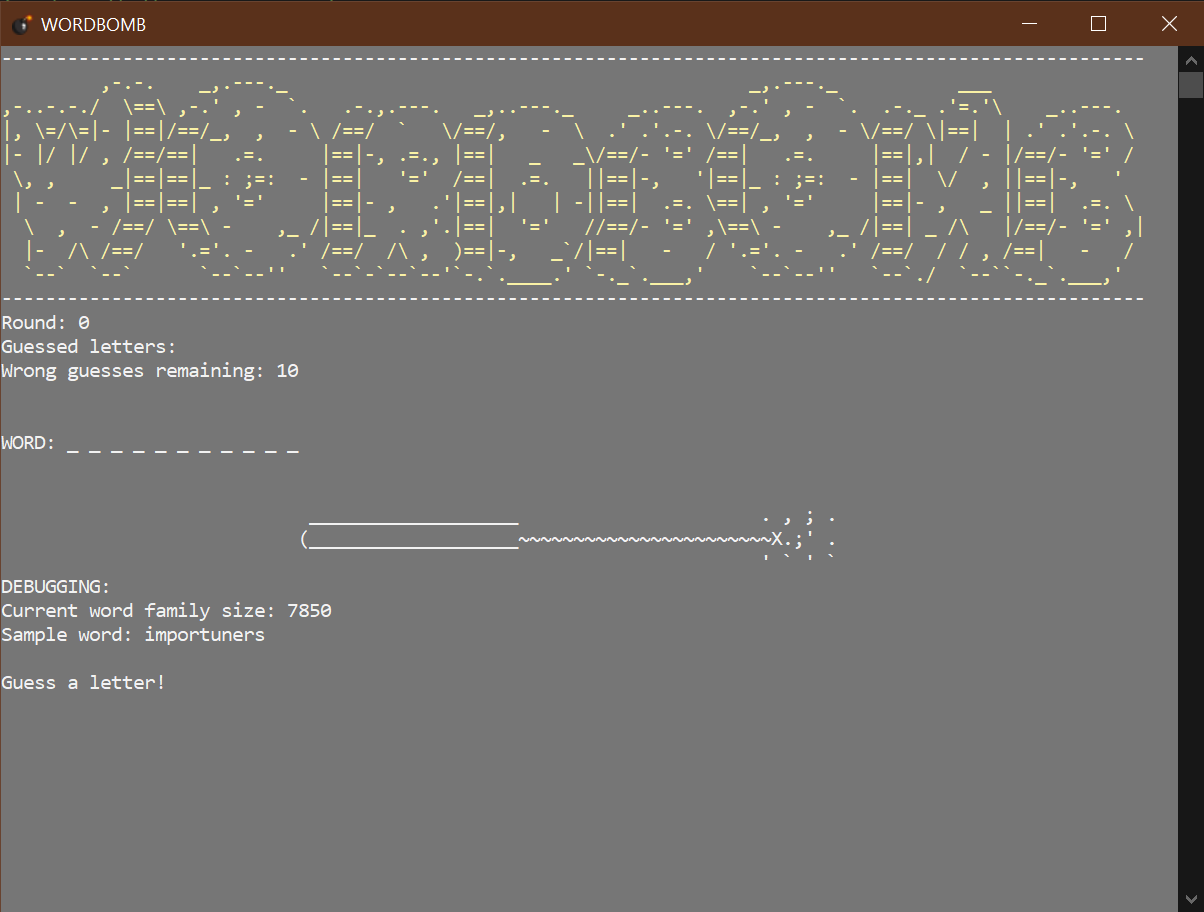 WORDBOMB
WORDBOMB
Round: 0
Guessed letters:
Wrong guesses remaining: 10
WORD: _ _ _ _ _ _ _ _ _ _ _
DEBUGGING:
Current word family size: 7850
Sample word: importuners
Guess a letter!